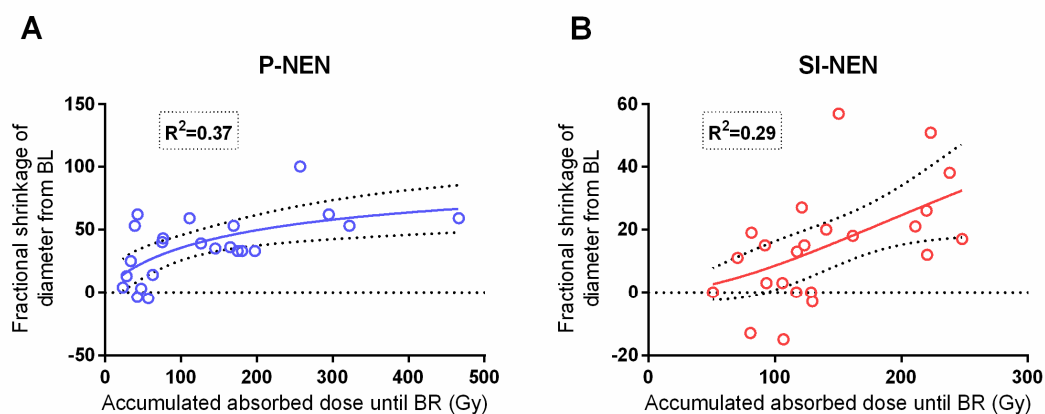 A
P-NEN
Fractional shrinkage of
diameter from BL
150
100
50
0
-50
R²=0.37
0
100
200
300
400
500
Accumulated absorbed dose until BR (Gy)
B
SI-NEN
Fractional shrinkage of
diameter from BL
60
40
20
0
-20
R²=0.29
0
100
200
300
Accumulated absorbed dose until BR (Gy)